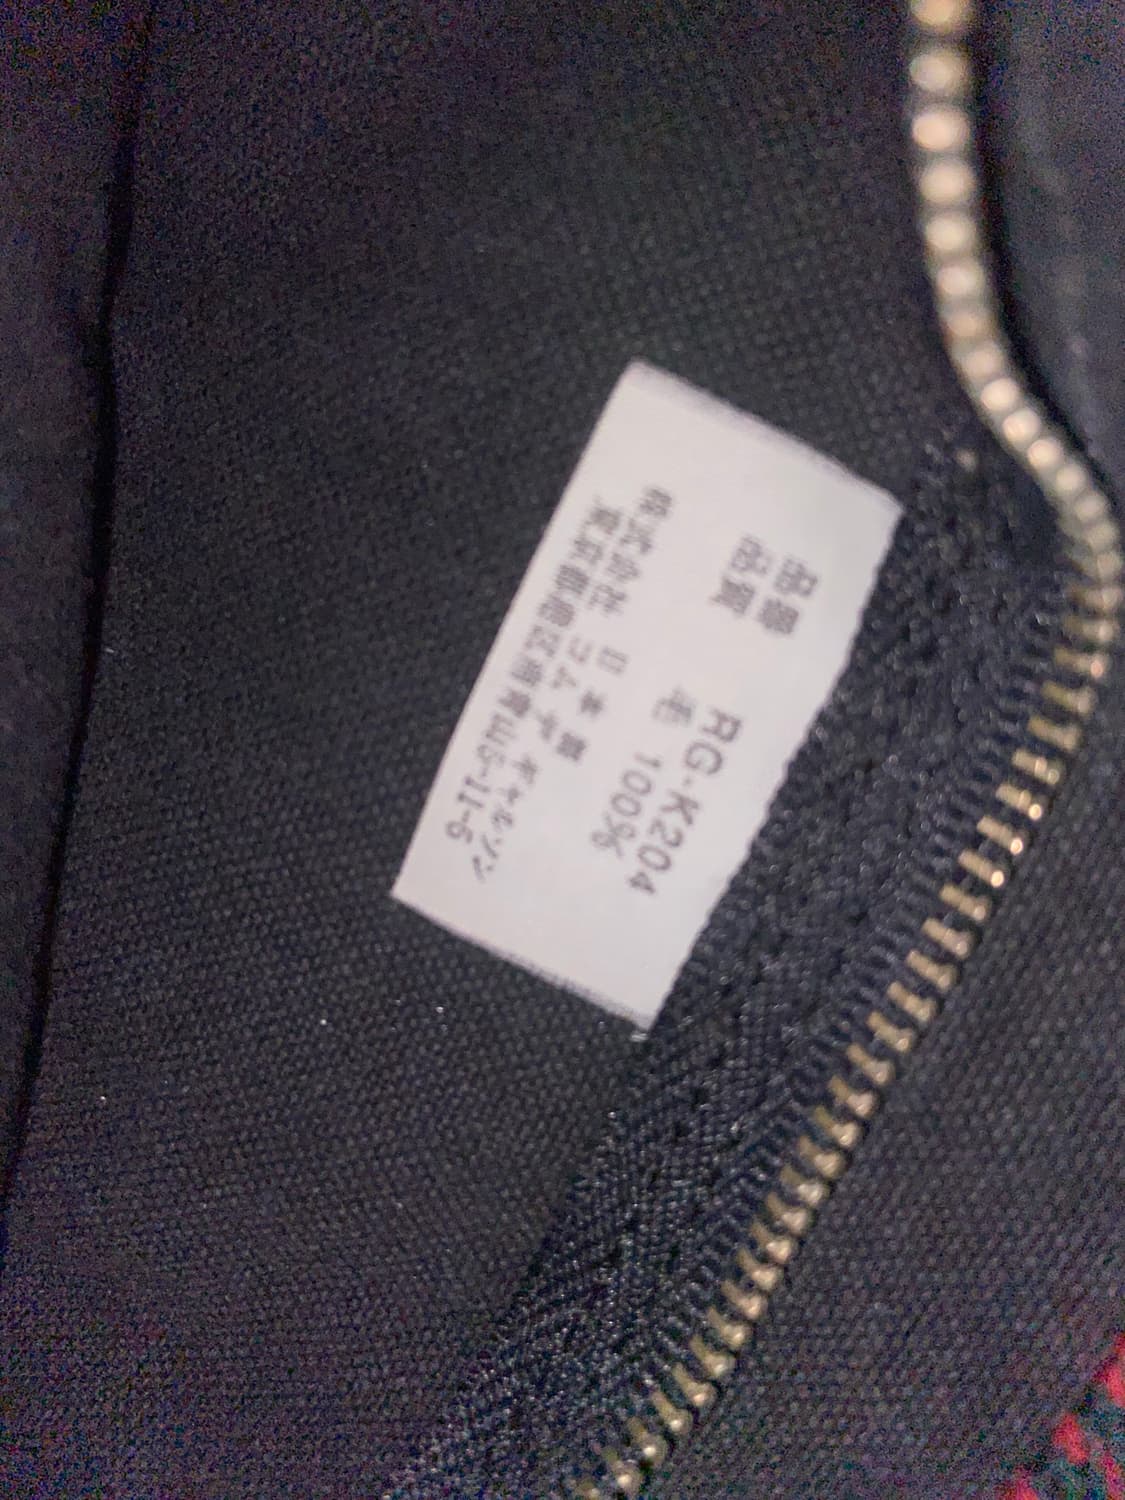 品番 RG-K204
品質 毛 100%
日本製
株式会社 コム デ ギャルソン
東京都港区南青山5-11-5